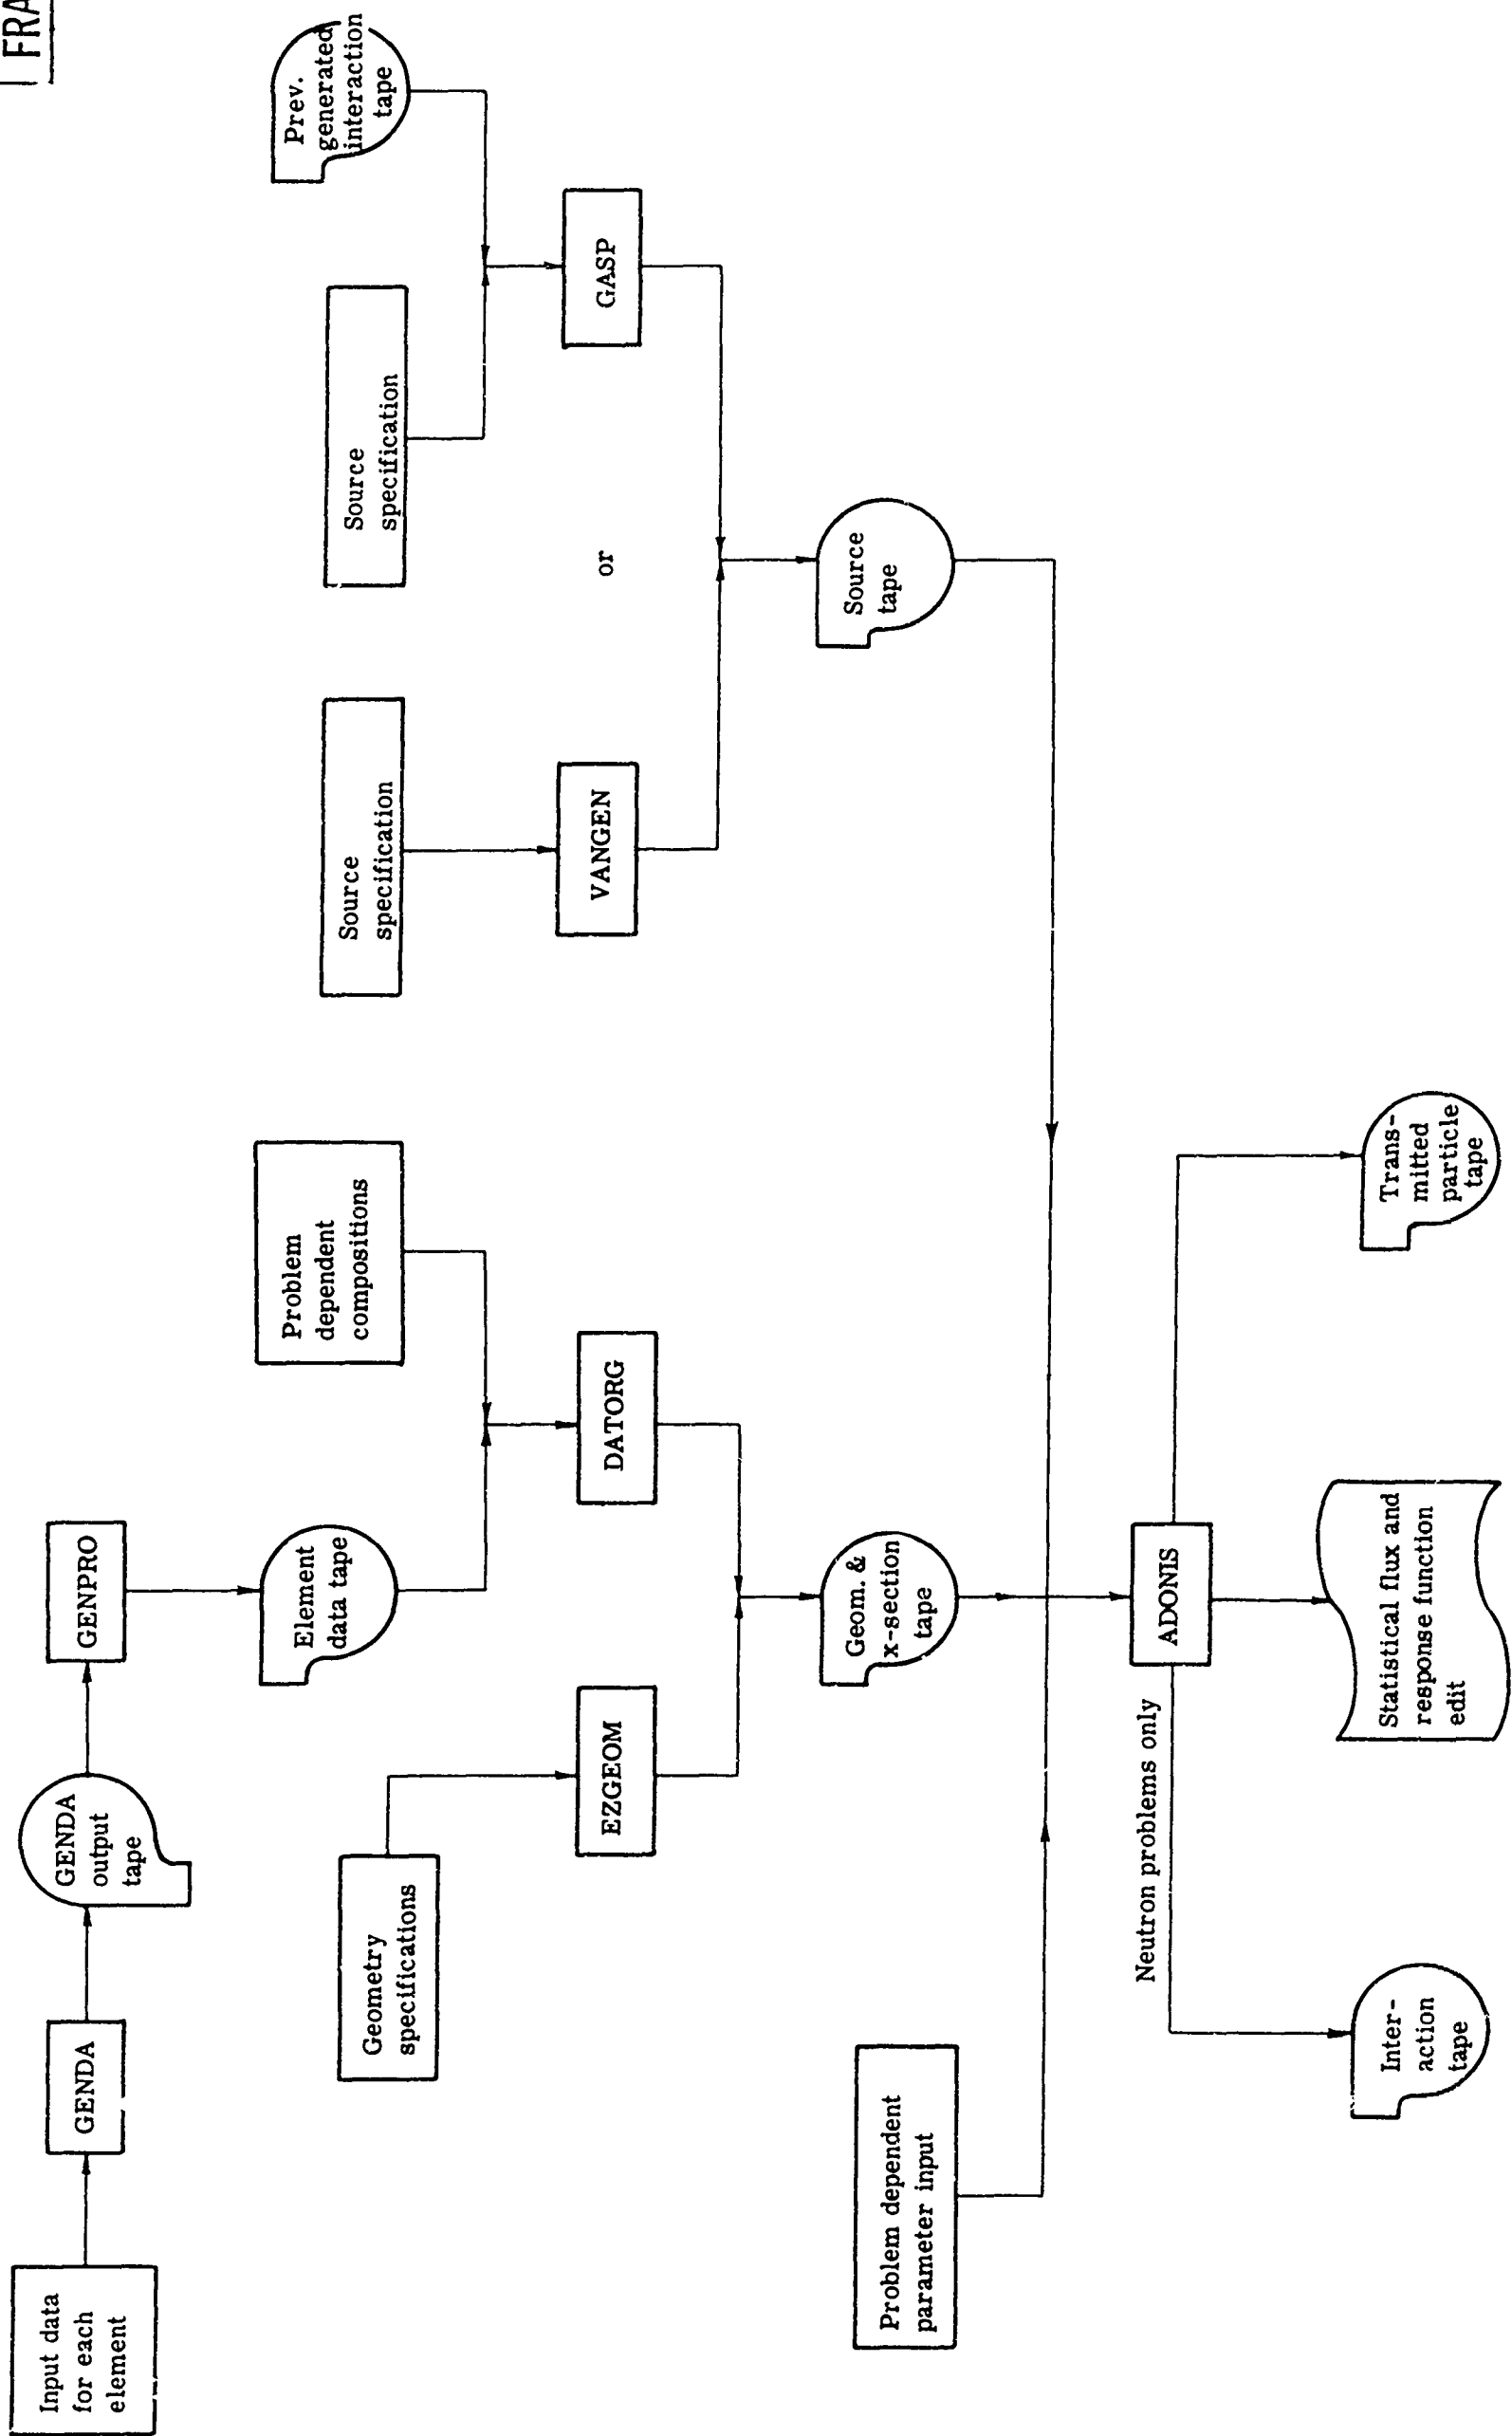 FRA
Input data
for each
element
GENDA
GENDA
output
tape
GENPRO
Geometry
specifications
Element
data tape
Problem
dependent
compositions
Source
specification
Source
specification
Prev.
generated
interaction
tape
EZGEOM
DATORG
VANGEN
or
GASP
Problem dependent
parameter input
Geom. &
x-section
tape
Source
tape
Neutron problems only
ADONIS
Inter-
action
tape
Statistical flux and
response function
edit
Trans-
mitted
particle
tape